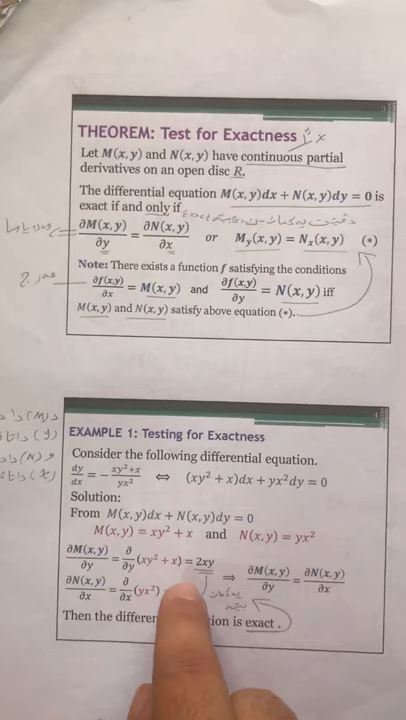 THEOREM: Test for Exactness
Let M(x, y) and N(x, y) have continuous partial
derivatives on an open disc R.
The differential equation M(x, y)dx + N(x, y)dy = 0 is
exact if and only if
∂M(x, y)/∂y = ∂N(x, y)/∂x or My(x, y) = Nx(x, y) (*)
Note: There exists a function f satisfying the conditions
∂f(x,y)/∂x = M(x, y) and ∂f(x,y)/∂y = N(x, y) iff
M(x, y) and N(x, y) satisfy above equation (*).
EXAMPLE 1: Testing for Exactness
Consider the following differential equation.
dy/dx = − xy²+x/yx² ⇔ (xy² + x)dx + yx²dy = 0
Solution:
From M(x, y)dx + N(x, y)dy = 0
M(x, y) = xy² + x and N(x, y) = yx²
∂M(x, y)/∂y = ∂/∂y (xy² + x) = 2xy
⇒ ∂M(x, y)/∂y = ∂N(x, y)/∂x
∂N(x, y)/∂x = ∂/∂x (yx²)
Then the differen ion is exact .